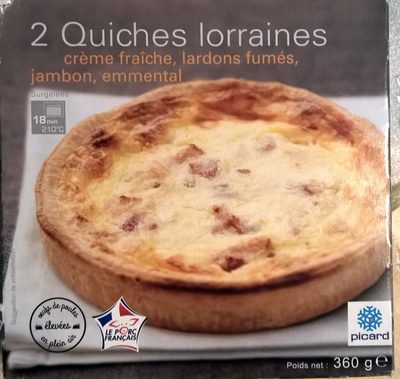 2 Quiches lorraines
crème fraîche, lardons fumés,
jambon, emmental
Surgelées
18 min
210°C
Suggestion de présentation
œufs de poules
élevées
en plein air
LE PORC
FRANÇAIS
picard
Poids net : 360 g e